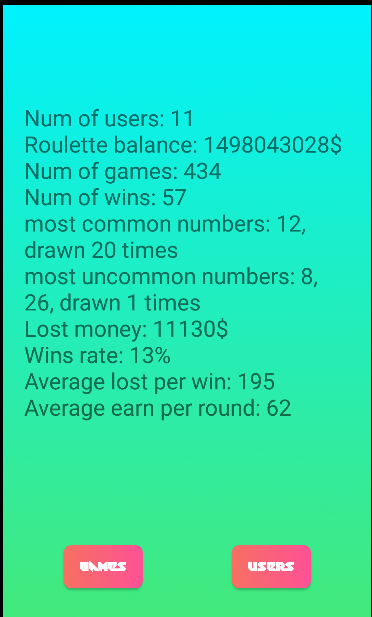 Num of users: 11
Roulette balance: 1498043028$
Num of games: 434
Num of wins: 57
most common numbers: 12,
drawn 20 times
most uncommon numbers: 8,
26, drawn 1 times
Lost money: 11130$
Wins rate: 13%
Average lost per win: 195
Average earn per round: 62
GAMES USERS